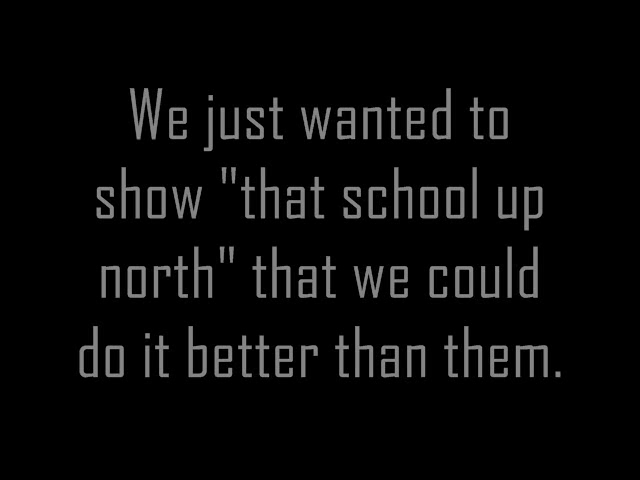 We just wanted to
show "that school up
north" that we could
do it better than them.